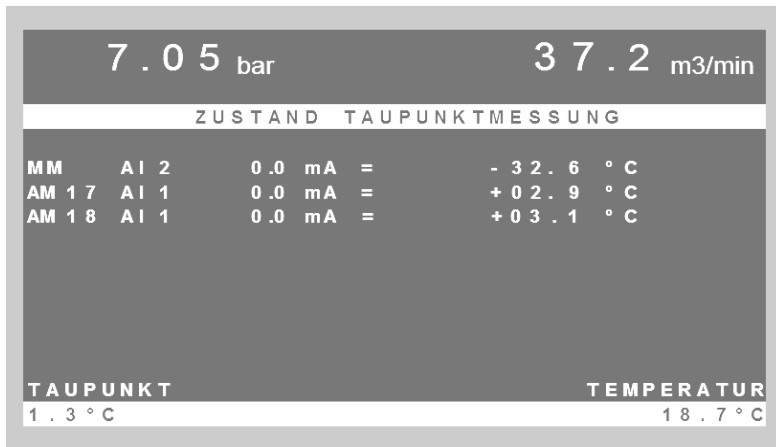 7.05 bar 37.2 m3/min
ZUSTAND TAUPUNKTMESSUNG
MM AI 2 0.0 mA = -32.6 °C
AM 17 AI 1 0.0 mA = +02.9 °C
AM 18 AI 1 0.0 mA = +03.1 °C
TAUPUNKT TEMPERATUR
1.3°C 18.7°C